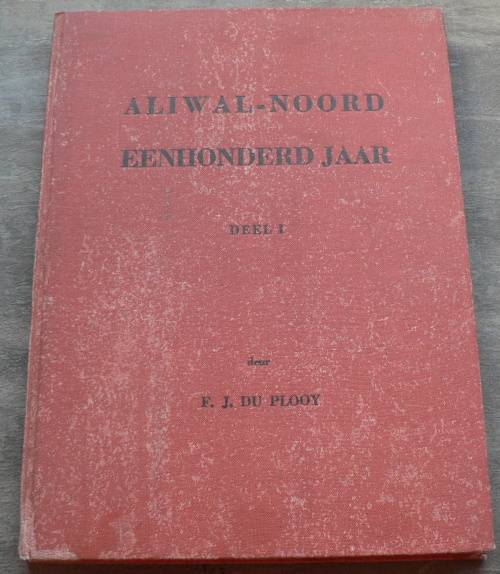 ALIWAL-NOORD
EENHONDERD JAAR
DEEL I
deur
F. J. DU PLOOY